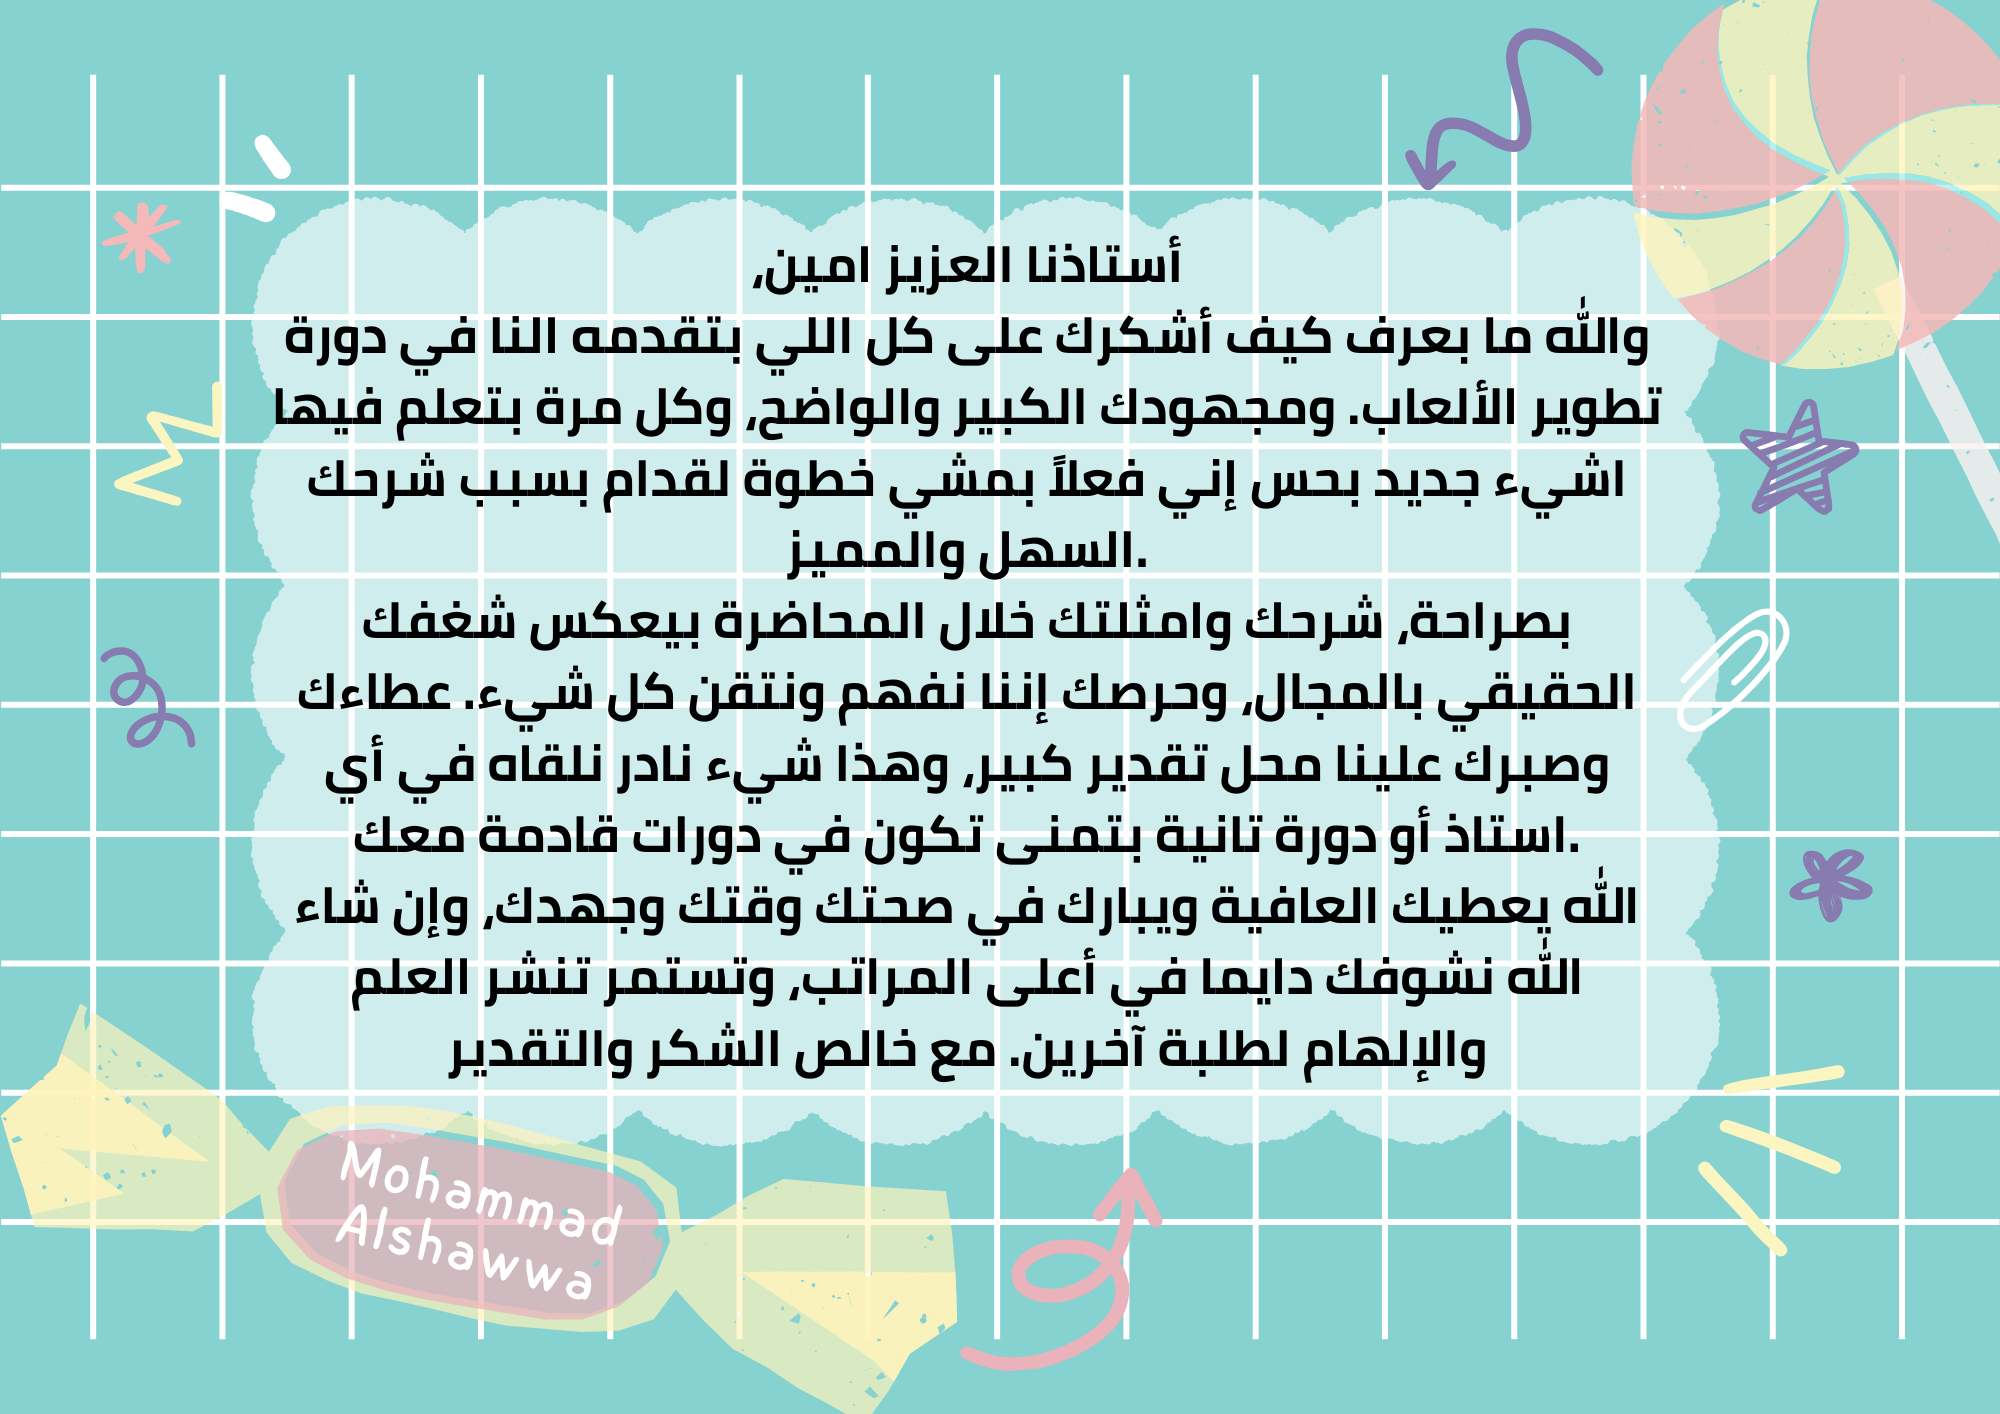 أستاذنا العزيز امين،
والله ما بعرف كيف أشكرك على كل اللي بتقدمه النا في دورة
تطوير الألعاب. ومجهودك الكبير والواضح، وكل مرة بتعلم فيها
اشيء جديد بحس إني فعلاً بمشي خطوة لقدام بسبب شرحك
.السهل والمميز
بصراحة، شرحك وامثلتك خلال المحاضرة بيعكس شغفك
الحقيقي بالمجال، وحرصك إننا نفهم ونتقن كل شيء. عطاءك
وصبرك علينا محل تقدير كبير، وهذا شيء نادر نلقاه في أي
.استاذ أو دورة تانية بتمنى تكون في دورات قادمة معك
الله يعطيك العافية ويبارك في صحتك وقتك وجهدك، وإن شاء
الله نشوفك دايما في أعلى المراتب، وتستمر تنشر العلم
والإلهام لطلبة آخرين. مع خالص الشكر والتقدير
Mohammad
Alshawwa